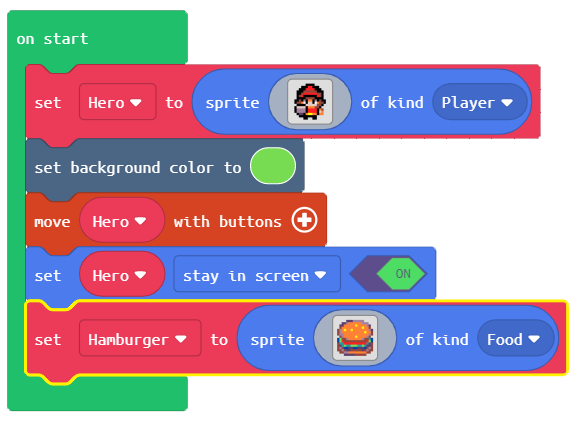 on start
set Hero to sprite of kind Player
set background color to
move Hero with buttons
set Hero stay in screen ON
set Hamburger to sprite of kind Food